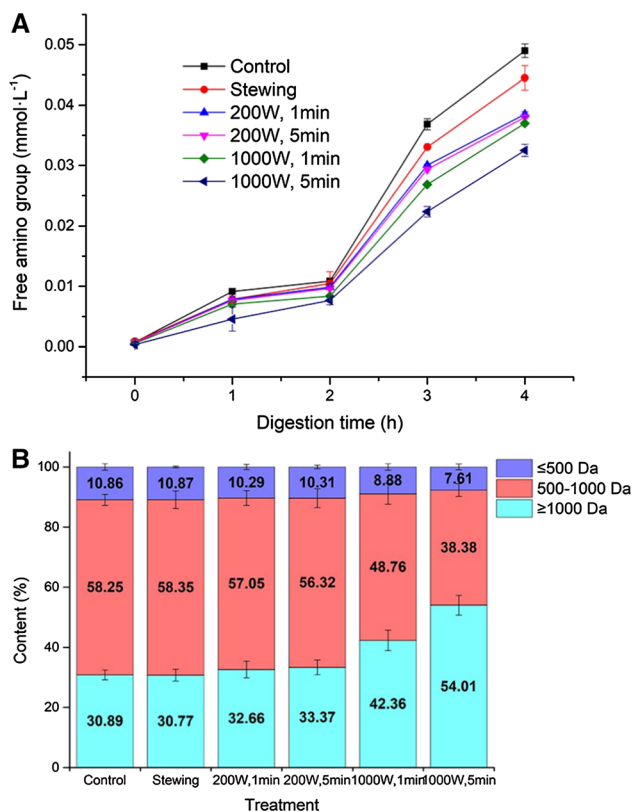 A
Free amino group (mmol·L⁻¹)
0.05
0.04
0.03
0.02
0.01
0.00
Control
Stewing
200W, 1min
200W, 5min
1000W, 1min
1000W, 5min
0 1 2 3 4
Digestion time (h)
B
Content (%)
100
80
60
40
20
0
10.86 10.87 10.29 10.31 8.88 7.61
58.25 58.35 57.05 56.32 48.76 38.38
30.89 30.77 32.66 33.37 42.36 54.01
≤500 Da
500-1000 Da
≥1000 Da
Control Stewing 200W,1min 200W,5min 1000W,1min 1000W,5min
Treatment